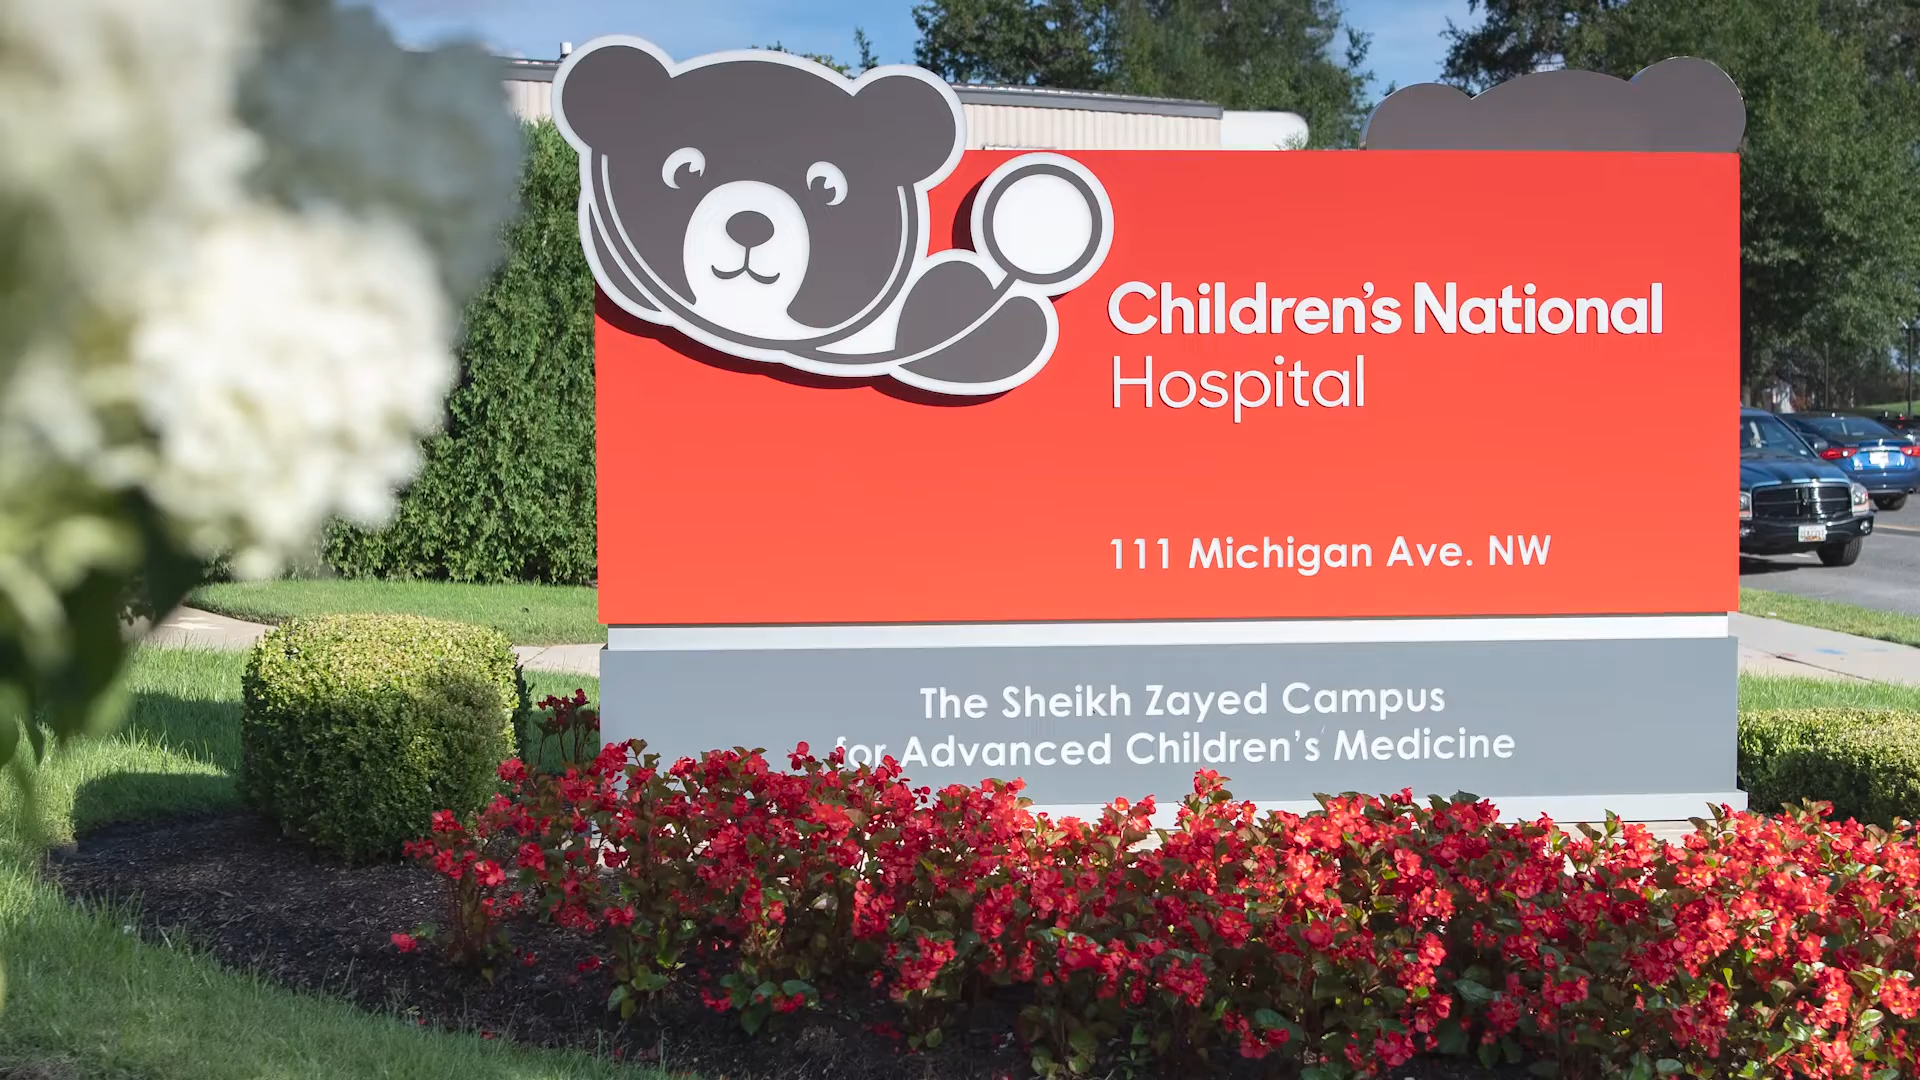 Children's National
Hospital
111 Michigan Ave. NW
The Sheikh Zayed Campus
for Advanced Children's Medicine